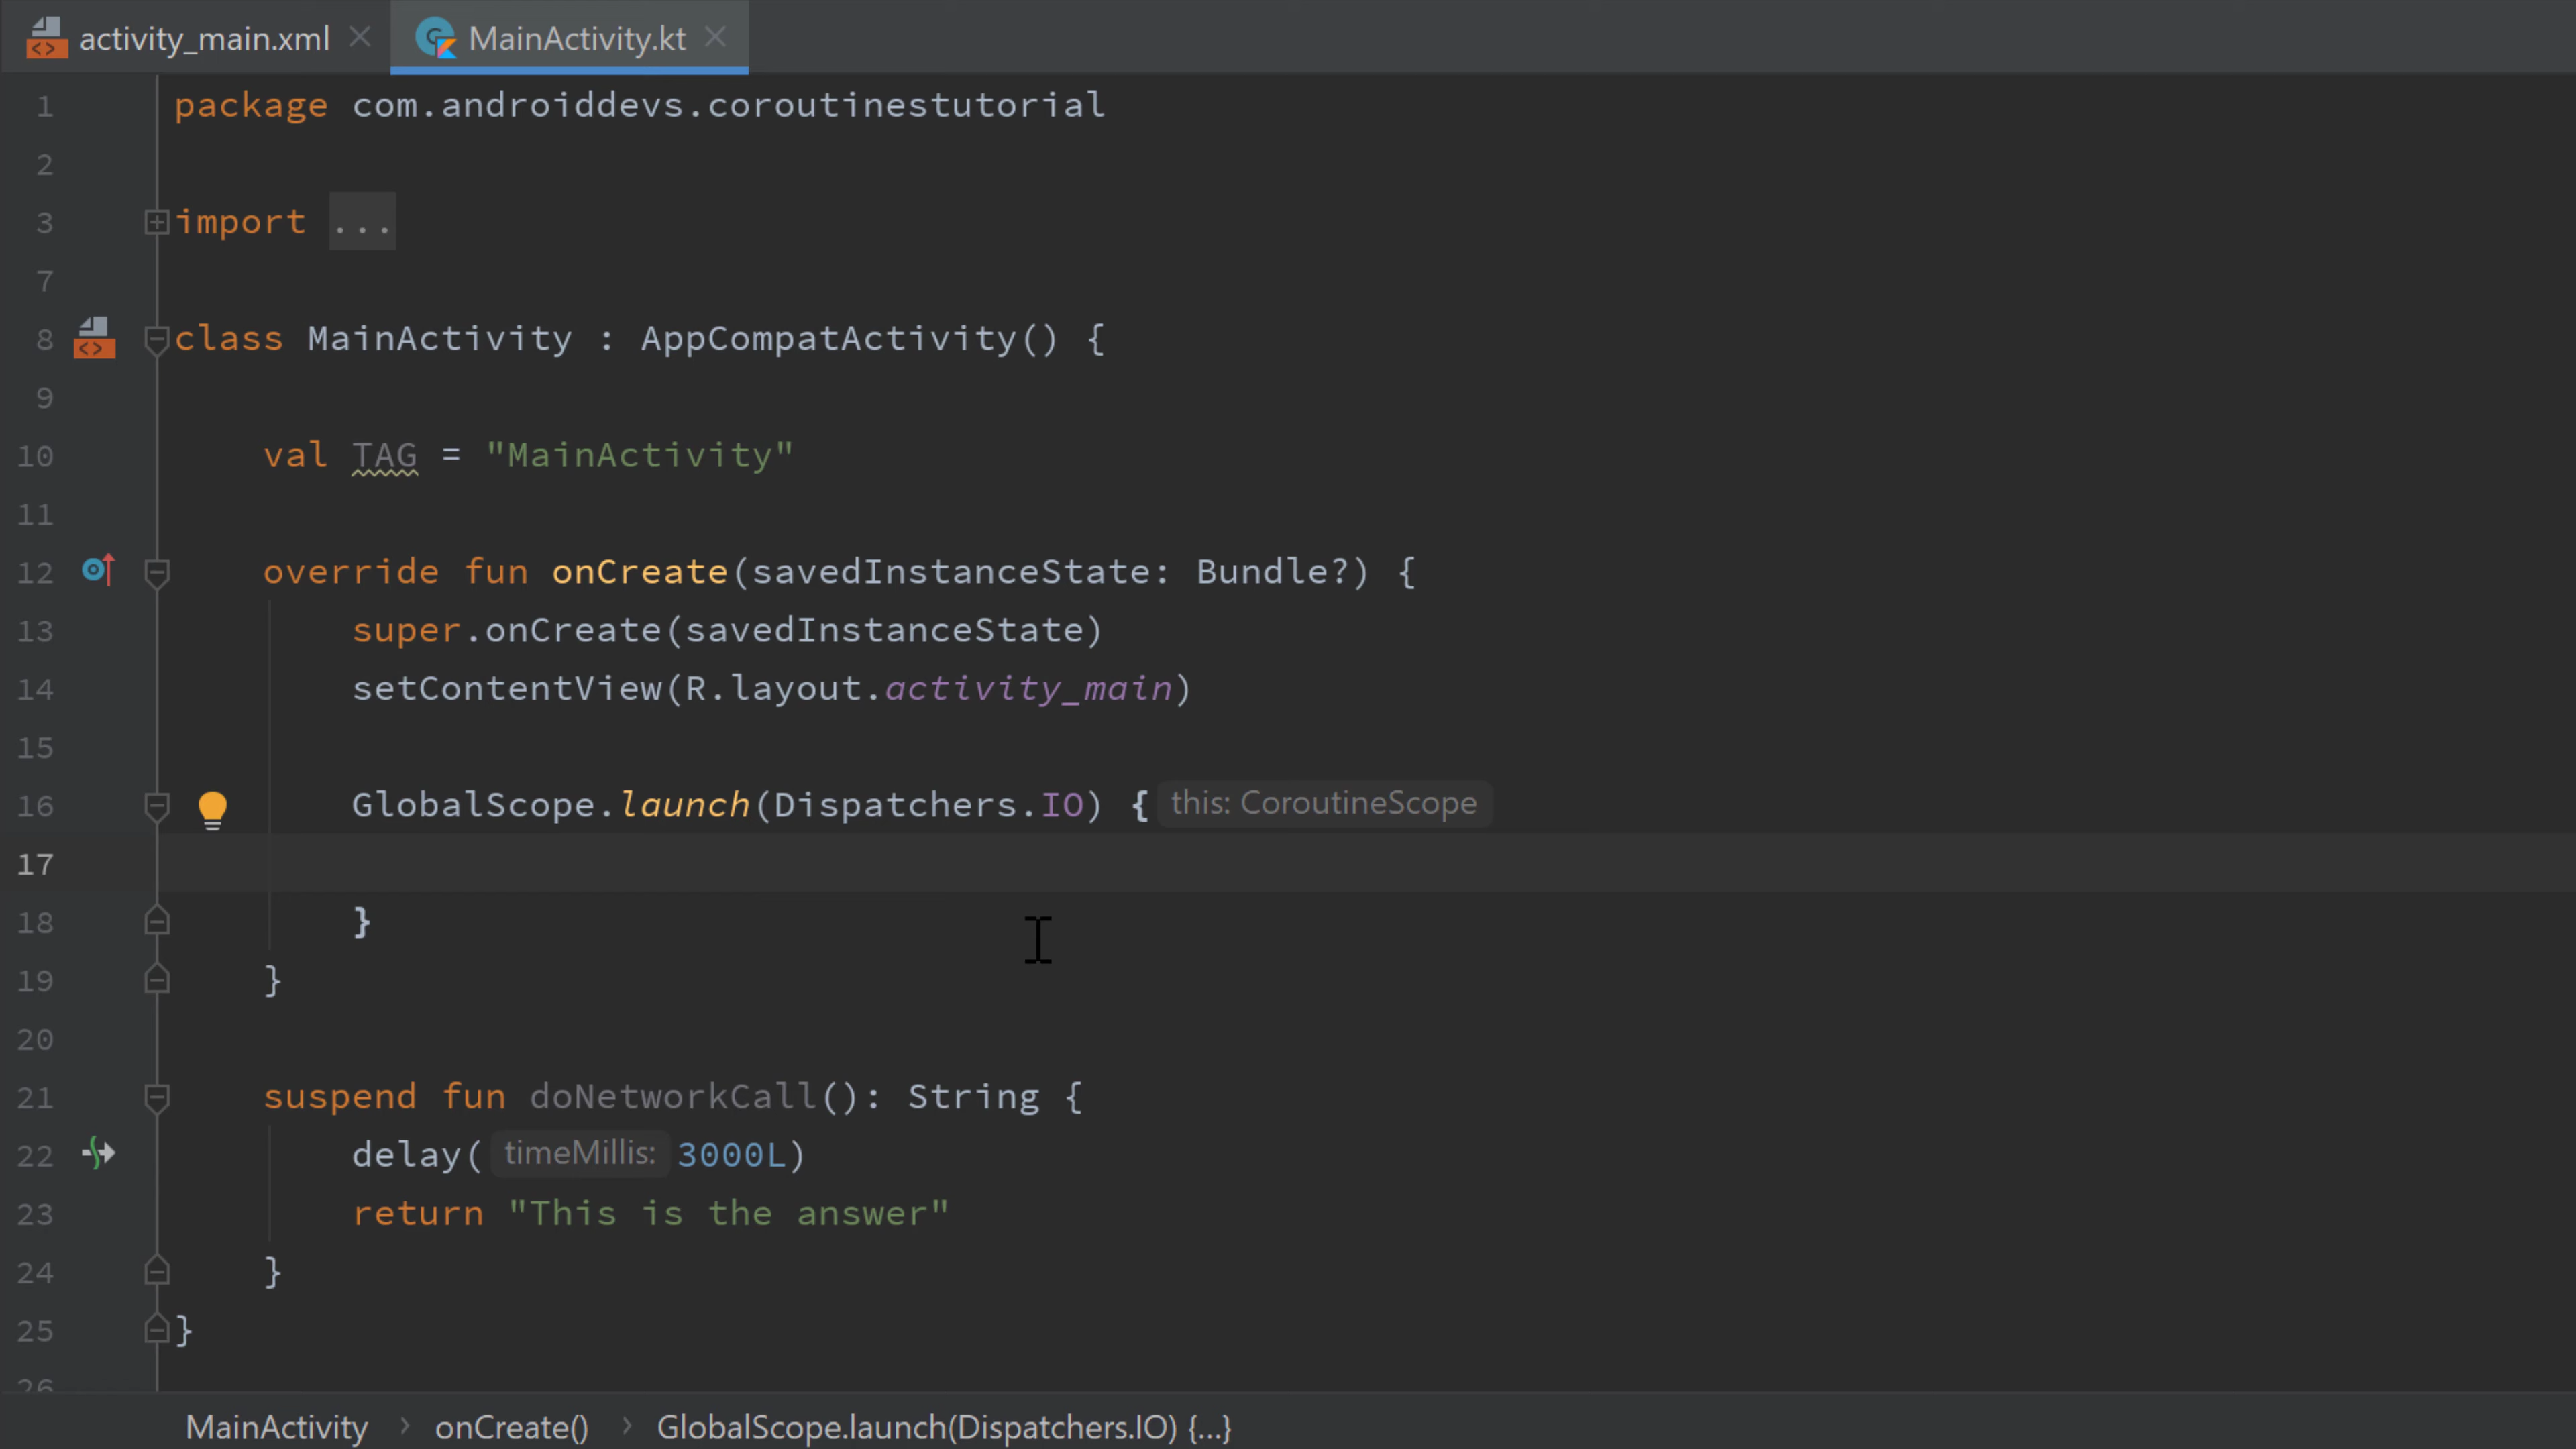 activity_main.xml
MainActivity.kt
1 package com.androiddevs.coroutinestutorial
2
3 import ...
7
8 class MainActivity : AppCompatActivity() {
9
10 val TAG = "MainActivity"
11
12 override fun onCreate(savedInstanceState: Bundle?) {
13 super.onCreate(savedInstanceState)
14 setContentView(R.layout.activity_main)
15
16 GlobalScope.launch(Dispatchers.IO) { this: CoroutineScope
17
18 }
19 }
20
21 suspend fun doNetworkCall(): String {
22 delay( timeMillis: 3000L)
23 return "This is the answer"
24 }
25 }
26
MainActivity > onCreate() > GlobalScope.launch(Dispatchers.IO) {...}